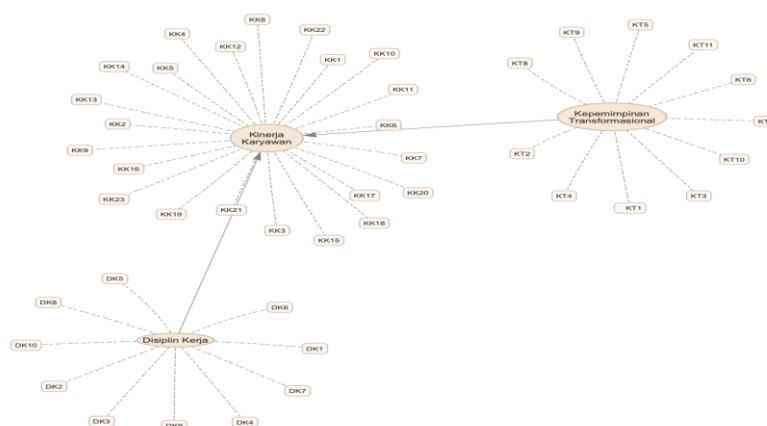 KK8
KK4
KK22
KT5
KT9
KK12
KT11
KK10
KK14
KK5
KK1
KT8
KT6
KK11
KK13
Kepemimpinan
Transformasional
KK2
KK6
Kinerja
Karyawan
KK9
KT2
KK7
KT10
KK16
KK20
KK23
KK17
KT4
KT3
KK19
KK21
KT1
KK18
KK3
KK15
DK5
DK8
DK6
Disiplin Kerja
DK10
DK1
DK2
DK7
DK3
DK4